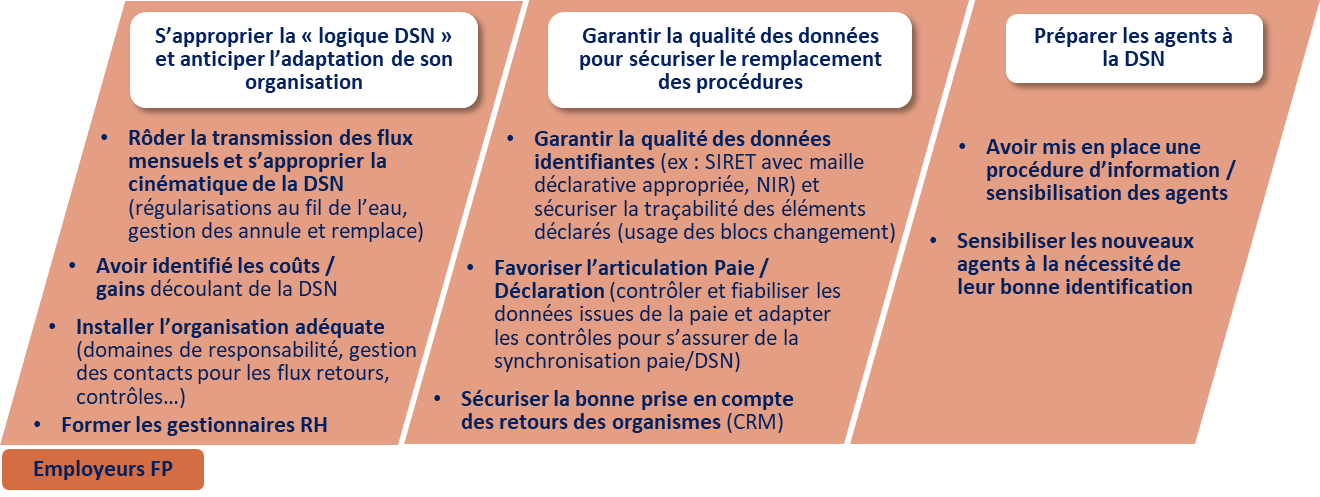 S’approprier la « logique DSN »
et anticiper l’adaptation de son
organisation
• Rôder la transmission des flux
mensuels et s’approprier la
cinématique de la DSN
(régularisations au fil de l’eau,
gestion des annule et remplace)
• Avoir identifié les coûts /
gains découlant de la DSN
• Installer l’organisation adéquate
(domaines de responsabilité, gestion
des contacts pour les flux retours,
contrôles…)
• Former les gestionnaires RH
Garantir la qualité des données
pour sécuriser le remplacement
des procédures
• Garantir la qualité des données
identifiantes (ex : SIRET avec maille
déclarative appropriée, NIR) et
sécuriser la traçabilité des éléments
déclarés (usage des blocs changement)
• Favoriser l’articulation Paie /
Déclaration (contrôler et fiabiliser les
données issues de la paie et adapter
les contrôles pour s’assurer de la
synchronisation paie/DSN)
• Sécuriser la bonne prise en compte
des retours des organismes (CRM)
Préparer les agents à
la DSN
• Avoir mis en place une
procédure d’information /
sensibilisation des agents
• Sensibiliser les nouveaux
agents à la nécessité de
leur bonne identification
Employeurs FP